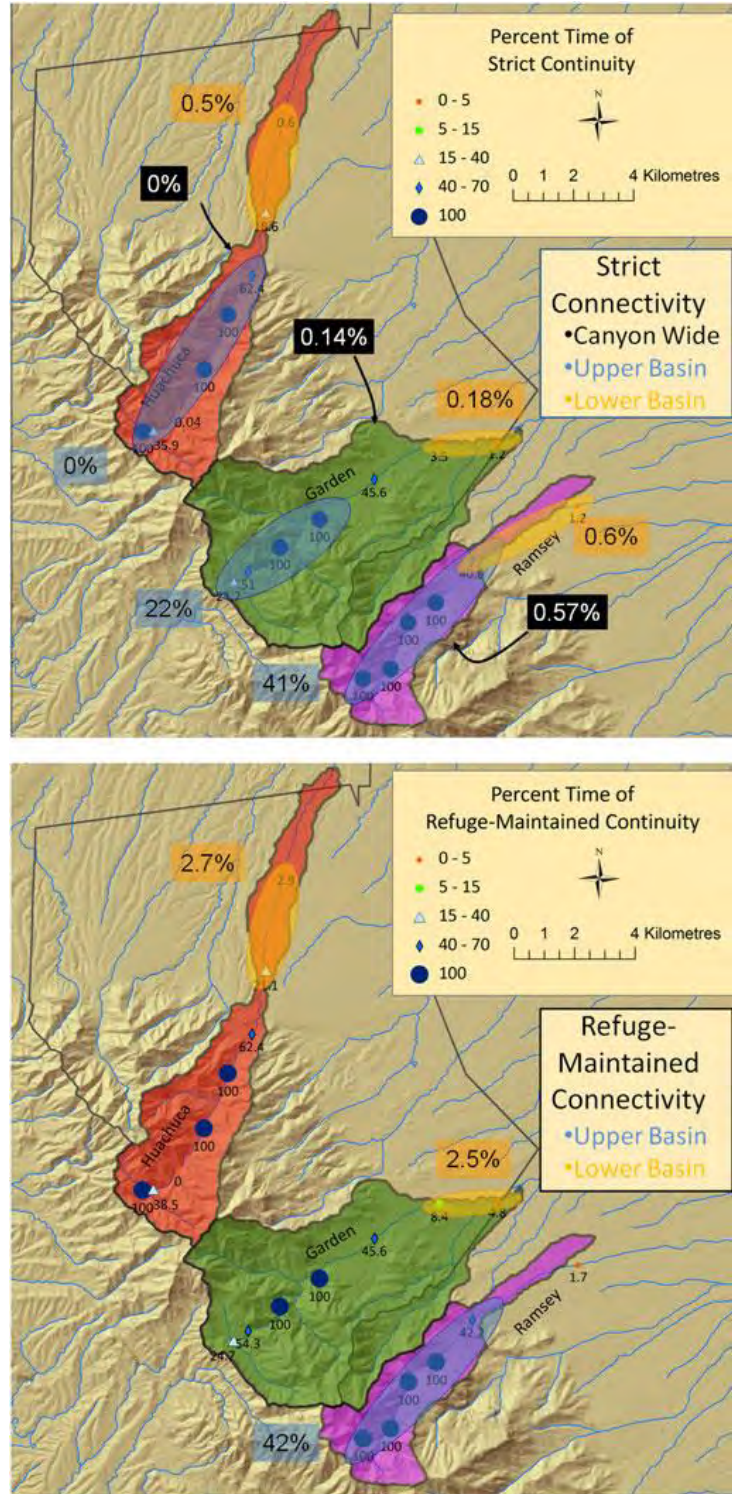 Percent Time of
Strict Continuity
0 - 5
5 - 15
15 - 40
40 - 70
100
N
0 1 2 4 Kilometres
Strict
Connectivity
•Canyon Wide
•Upper Basin
•Lower Basin
0.5%
0.6
0%
62.4
100
100
Huachuca
0.04
100
35.9
0%
0.14%
0.18%
3.5
Garden
45.6
100
100
51
22%
1.2
0.6%
Ramsey
100
100
0.57%
41%
100
100
Percent Time of
Refuge-Maintained Continuity
0 - 5
5 - 15
15 - 40
40 - 70
100
N
0 1 2 4 Kilometres
Refuge-
Maintained
Connectivity
•Upper Basin
•Lower Basin
2.7%
2.9
62.4
100
100
Huachuca
0
100
38.5
2.5%
8.4
Garden
45.6
100
100
54.3
24.7
1.7
Ramsey
100
100
42%
100
100